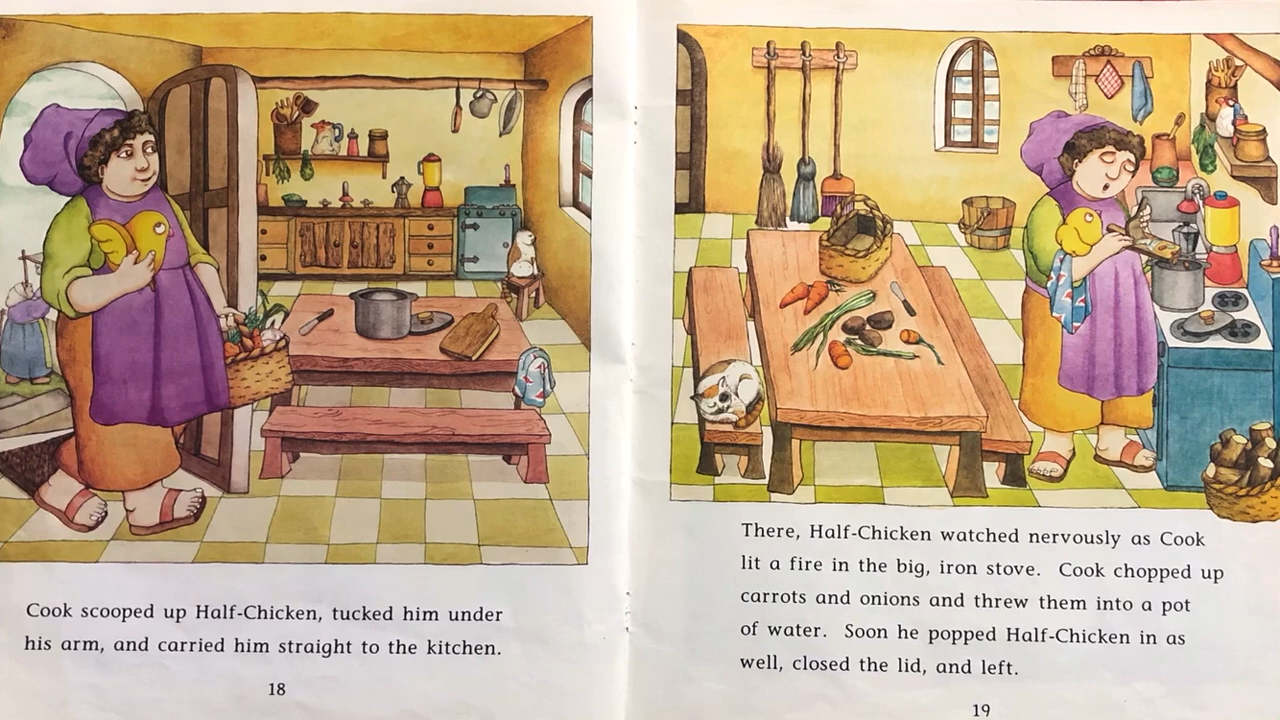 Cook scooped up Half-Chicken, tucked him under
his arm, and carried him straight to the kitchen.
18
There, Half-Chicken watched nervously as Cook
lit a fire in the big, iron stove. Cook chopped up
carrots and onions and threw them into a pot
of water. Soon he popped Half-Chicken in as
well, closed the lid, and left.
19